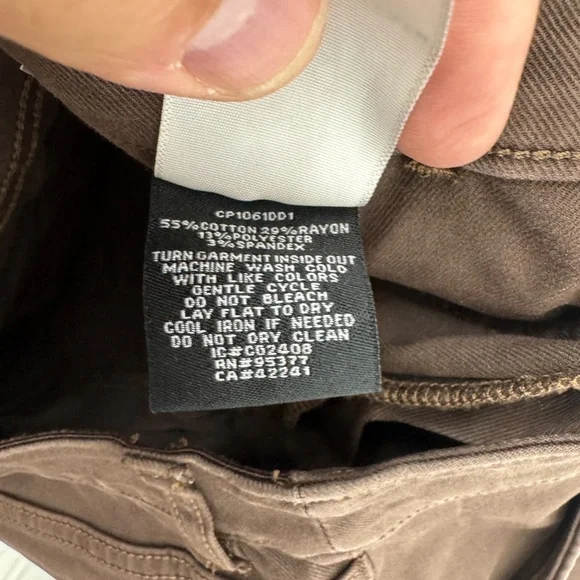 CP1061DD1
55%COTTON 29%RAYON
13%POLYESTER
3%SPANDEX
TURN GARMENT INSIDE OUT
MACHINE WASH COLD
WITH LIKE COLORS
GENTLE CYCLE
DO NOT BLEACH
LAY FLAT TO DRY
COOL IRON IF NEEDED
DO NOT DRY CLEAN
IC#CG2408
RN#95377
CA#42241